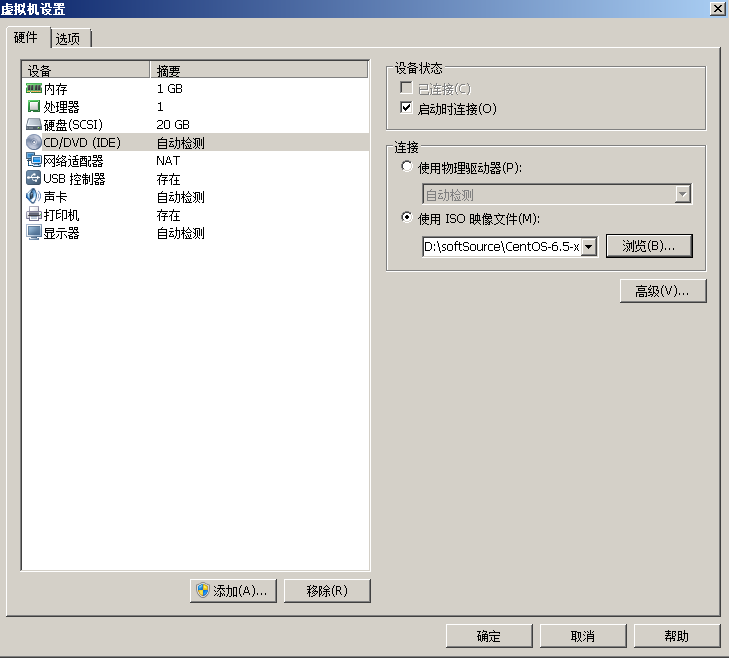 虚拟机设置
硬件 选项
设备 摘要
内存 1 GB
处理器 1
硬盘(SCSI) 20 GB
CD/DVD (IDE) 自动检测
网络适配器 NAT
USB 控制器 存在
声卡 自动检测
打印机 存在
显示器 自动检测
添加(A)... 移除(R)
设备状态
已连接(C)
启动时连接(O)
连接
使用物理驱动器(P):
自动检测
使用 ISO 映像文件(M):
D:\softSource\CentOS-6.5-x 浏览(B)...
高级(V)...
确定 取消 帮助